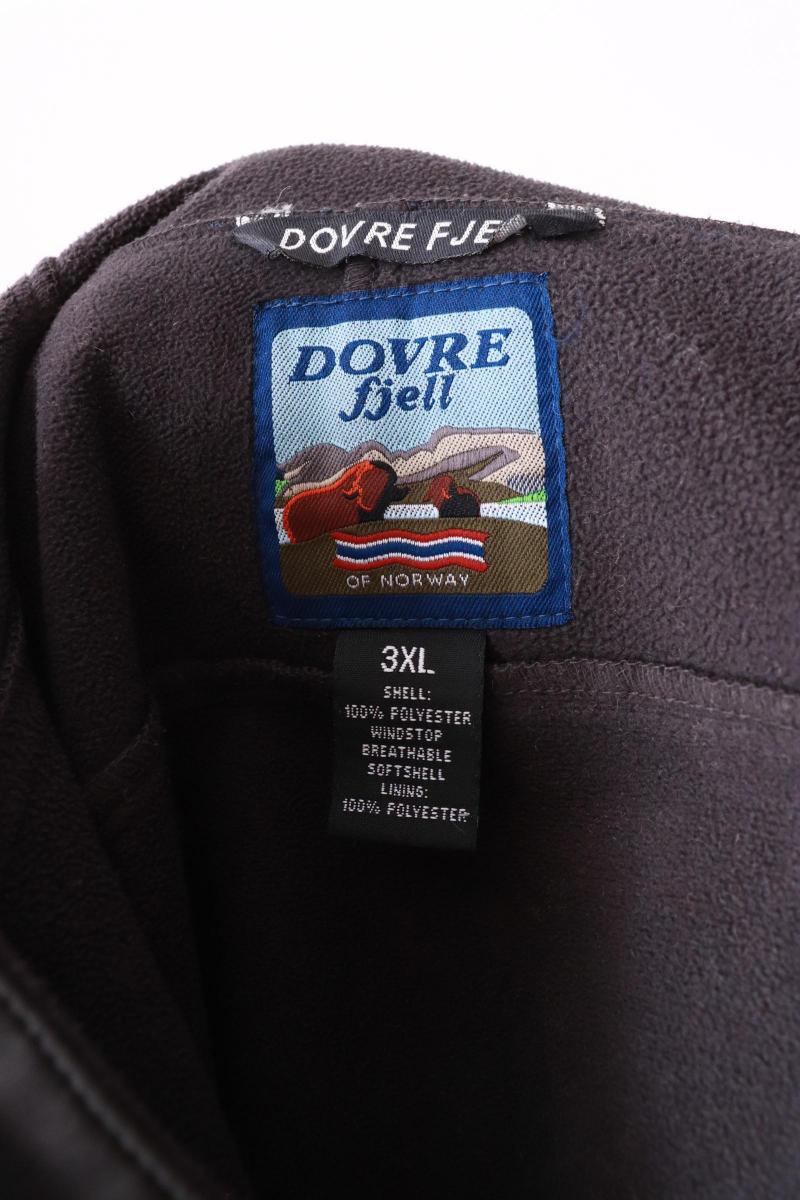 DOVRE FJE
DOVRE
fjell
OF NORWAY
3XL
SHELL:
100% POLYESTER
WINDSTOP
BREATHABLE
SOFTSHELL
LINING:
100% POLYESTER